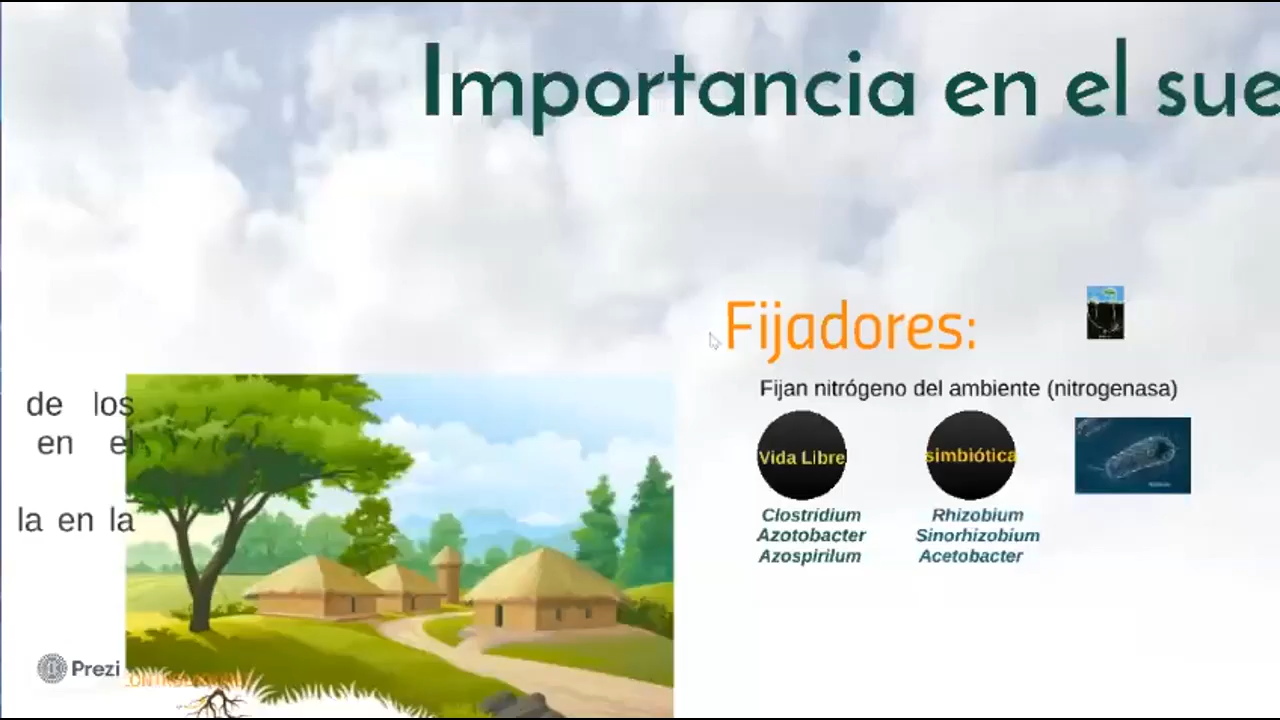 Importancia en el sue
Fijadores:
Fijan nitrógeno del ambiente (nitrogenasa)
de los
en el
la en la
Vida Libre
simbiótica
Clostridium
Azotobacter
Azospirilum
Rhizobium
Sinorhizobium
Acetobacter
Prezi